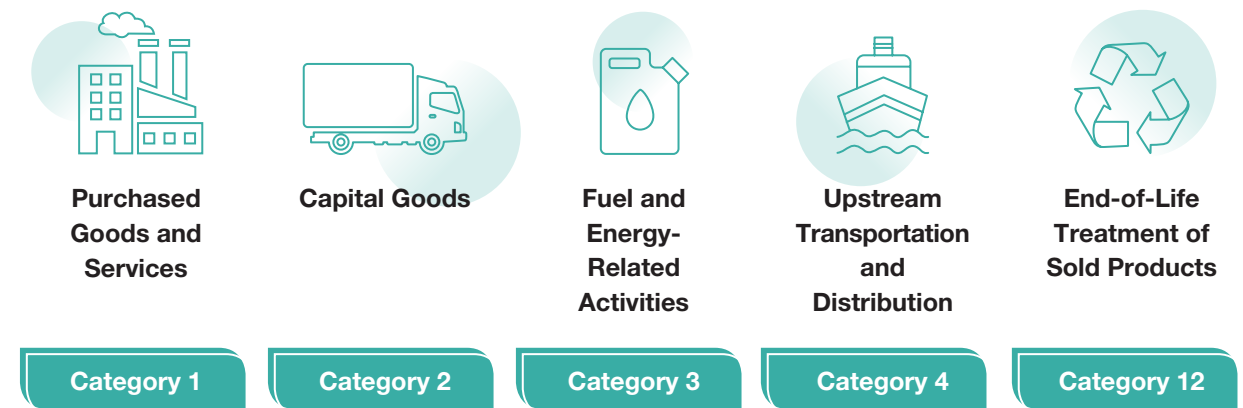 Purchased
Goods and
Services
Category 1
Capital Goods
Category 2
Fuel and
Energy-
Related
Activities
Category 3
Upstream
Transportation
and
Distribution
Category 4
End-of-Life
Treatment of
Sold Products
Category 12